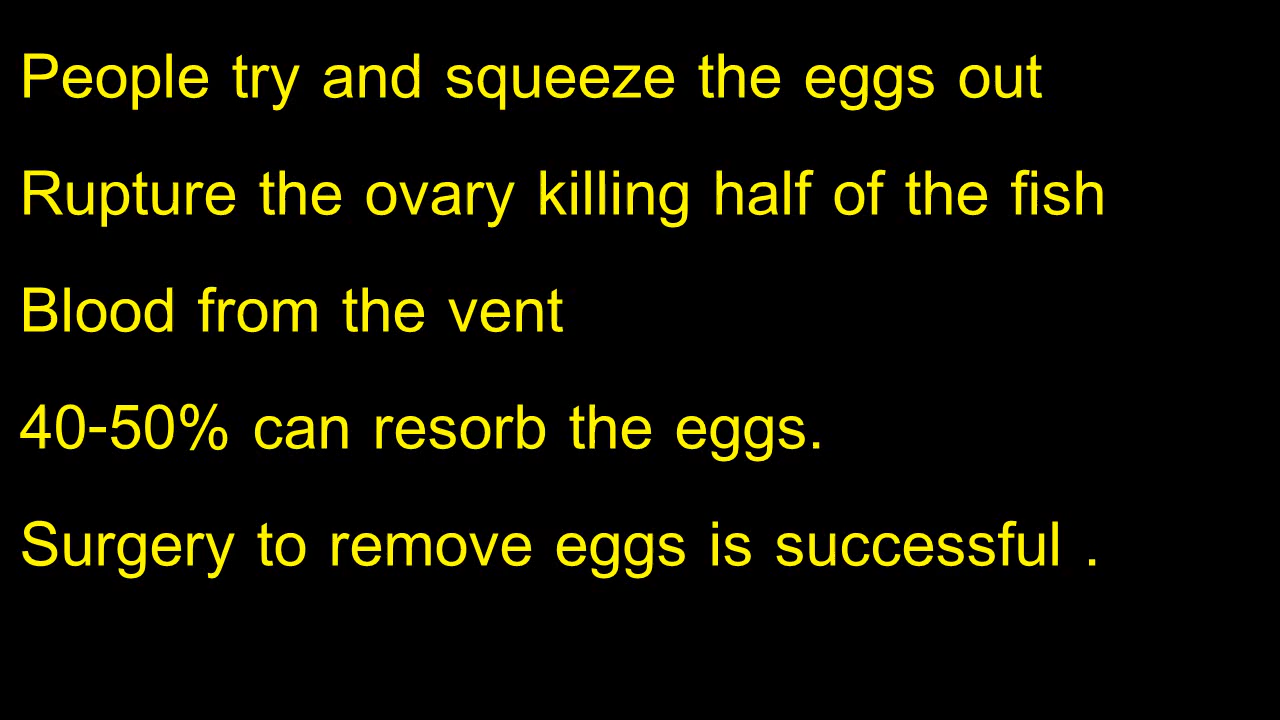 People try and squeeze the eggs out
Rupture the ovary killing half of the fish
Blood from the vent
40-50% can resorb the eggs.
Surgery to remove eggs is successful .